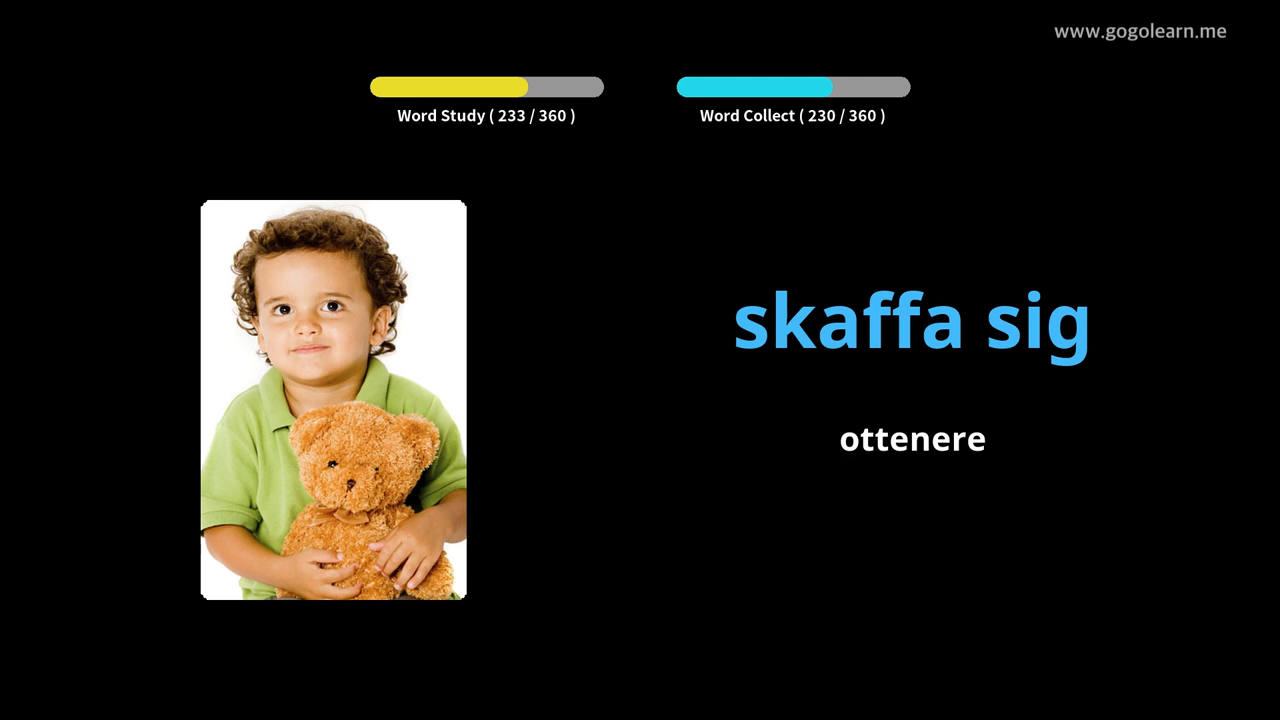 www.gogolearn.me
Word Study ( 233 / 360 )
Word Collect ( 230 / 360 )
skaffa sig
ottenere